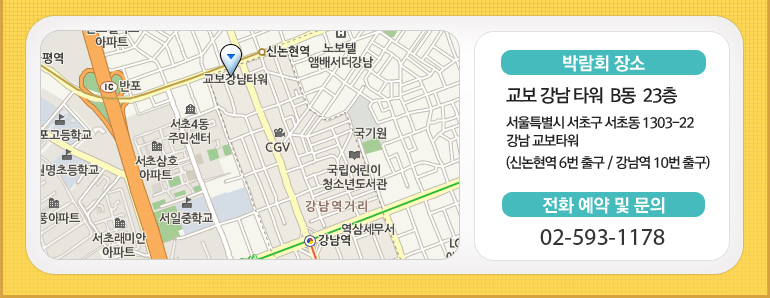 아파트
평역
신논현역
노보텔
앰배서더강남
IC 반포
교보강남타워
서초4동
주민센터
포고등학교
국기원
CGV
서초삼호
아파트
원명초등학교
국립어린이
청소년도서관
강남역거리
품아파트
서일중학교
서초래미안
아파트
역삼세무서
강남역
박람회 장소
교보 강남 타워 B동 23층
서울특별시 서초구 서초동 1303-22
강남 교보타워
(신논현역 6번 출구 / 강남역 10번 출구)
전화 예약 및 문의
02-593-1178